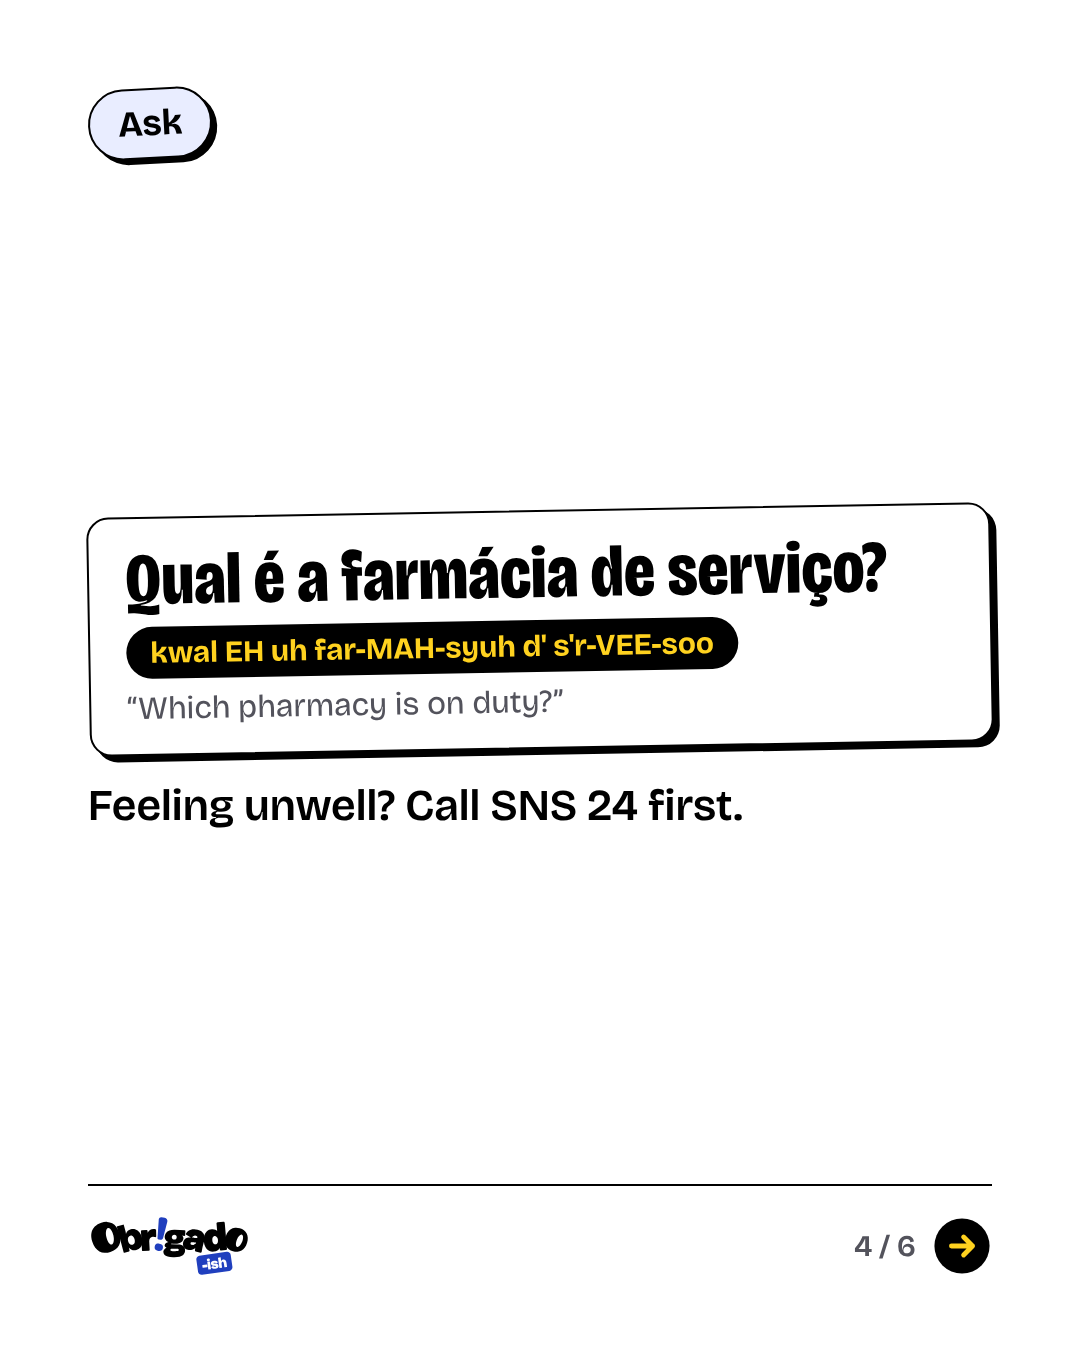 Ask
Qual é a farmácia de serviço?
kwal EH uh far-MAH-syuh d' s'r-VEE-soo
“Which pharmacy is on duty?”
Feeling unwell? Call SNS 24 first.
Obr!gado
-ish
4 / 6